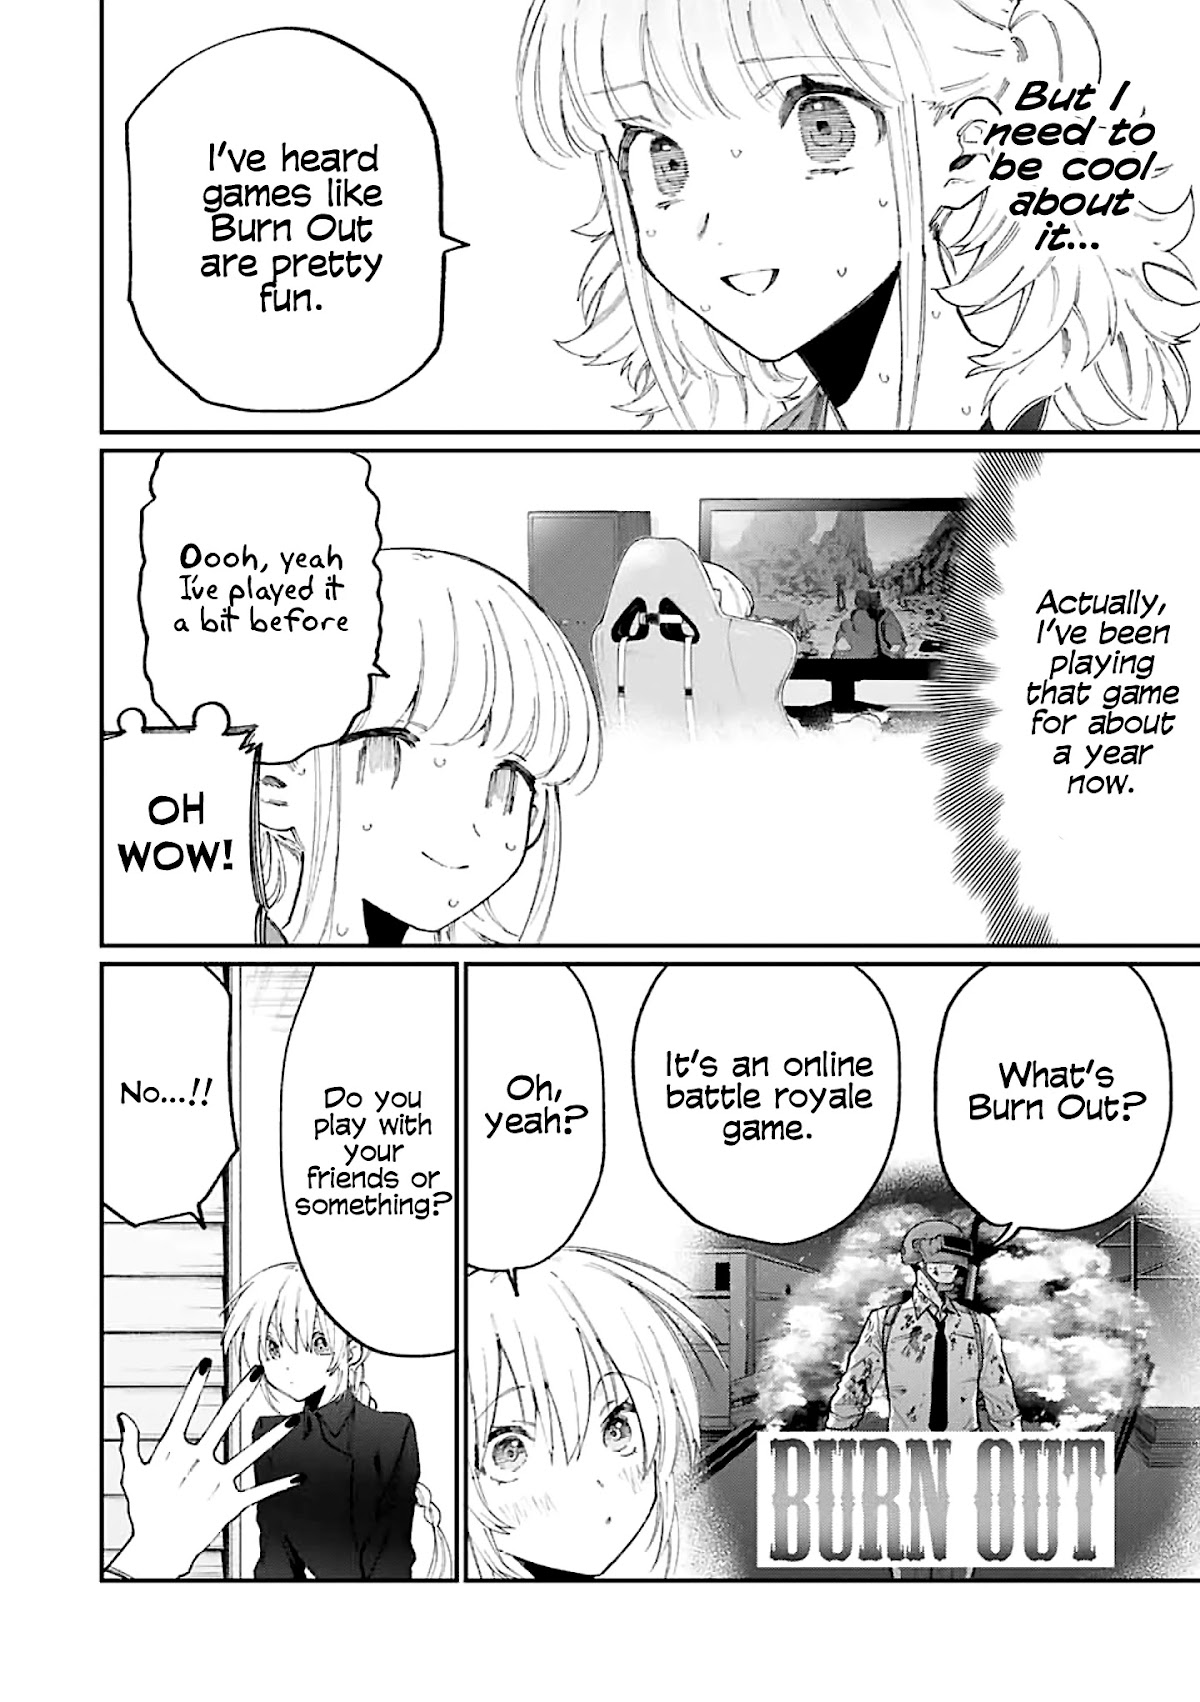 But I
need to
be cool
about
it...
I've heard
games like
Burn Out
are pretty
fun.
Actually,
I've been
playing
that game
for about
a year
now.
Oooh, yeah
I've played it
a bit before
OH
WOW!
What's
Burn Out?
It's an online
battle royale
game.
BURN OUT
Oh,
yeah?
Do you
play with
your
friends or
something?
No...!!